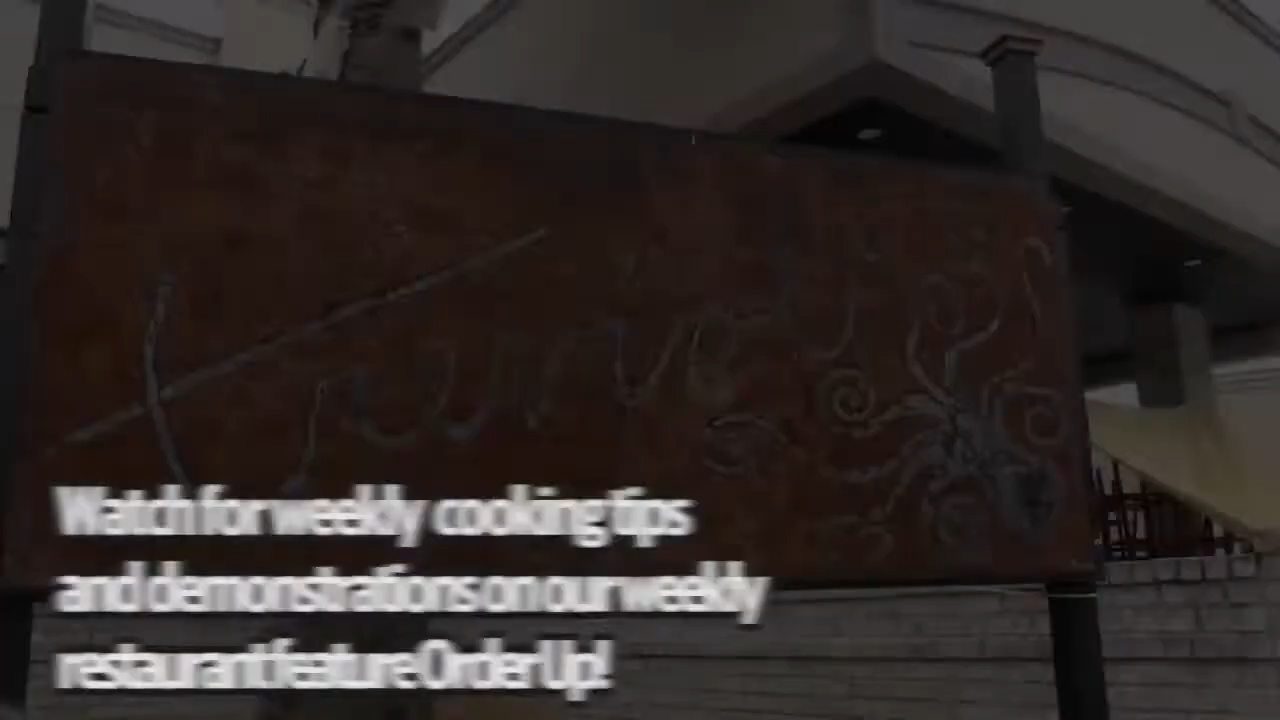 Watch for weekly cooking tips
and demonstrations on our weekly
restaurant feature Order Up!